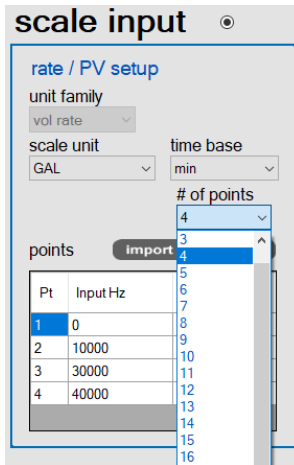 scale input
rate / PV setup
unit family
vol rate
scale unit time base
GAL min
# of points
4
points import
3
4
5
6
7
8
9
10
11
12
13
14
15
16
Pt Input Hz
1 0
2 10000
3 30000
4 40000